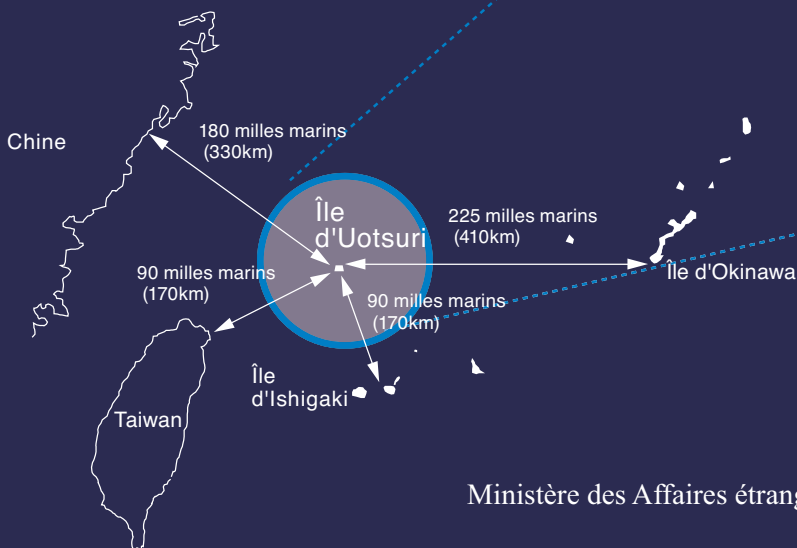 Chine
180 milles marins
(330km)
Île
d'Uotsuri
225 milles marins
(410km)
90 milles marins
(170km)
Île d'Okinawa
90 milles marins
(170km)
Île
d'Ishigaki
Taiwan
Ministère des Affaires